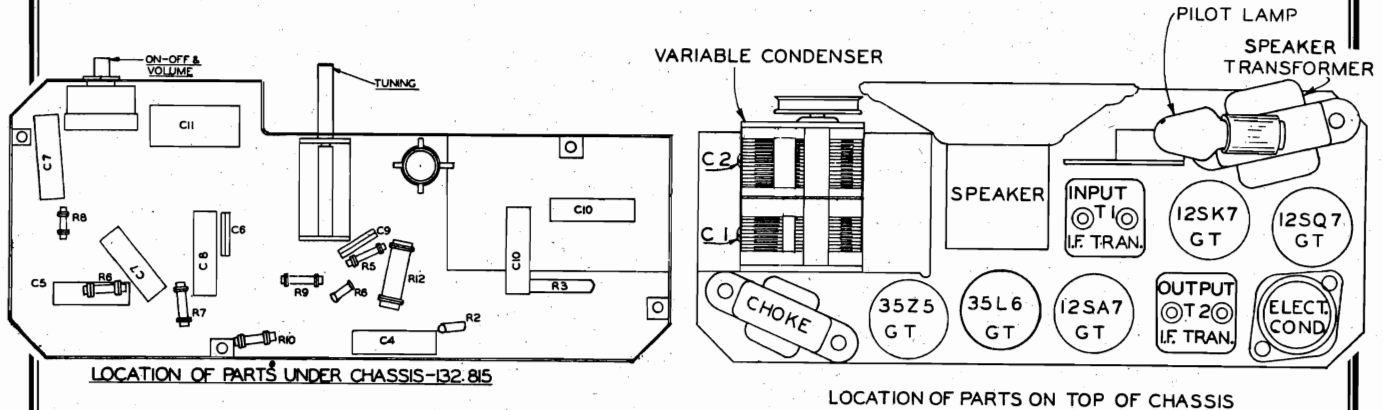 ON-OFF &
VOLUME
TUNING
C11
C7
R8
C6
C8
C7
C5
R6
R7
R10
C9
R5
R9
R6
R12
C10
C10
R3
R2
C4
LOCATION OF PARTS UNDER CHASSIS-132.815
PILOT LAMP
VARIABLE CONDENSER
SPEAKER
TRANSFORMER
C2
C1
SPEAKER
INPUT
T1
I.F. TRAN.
12SK7
GT
12SQ7
GT
CHOKE
35Z5
GT
35L6
GT
12SA7
GT
OUTPUT
T2
I.F. TRAN.
ELECT.
COND.
LOCATION OF PARTS ON TOP OF CHASSIS